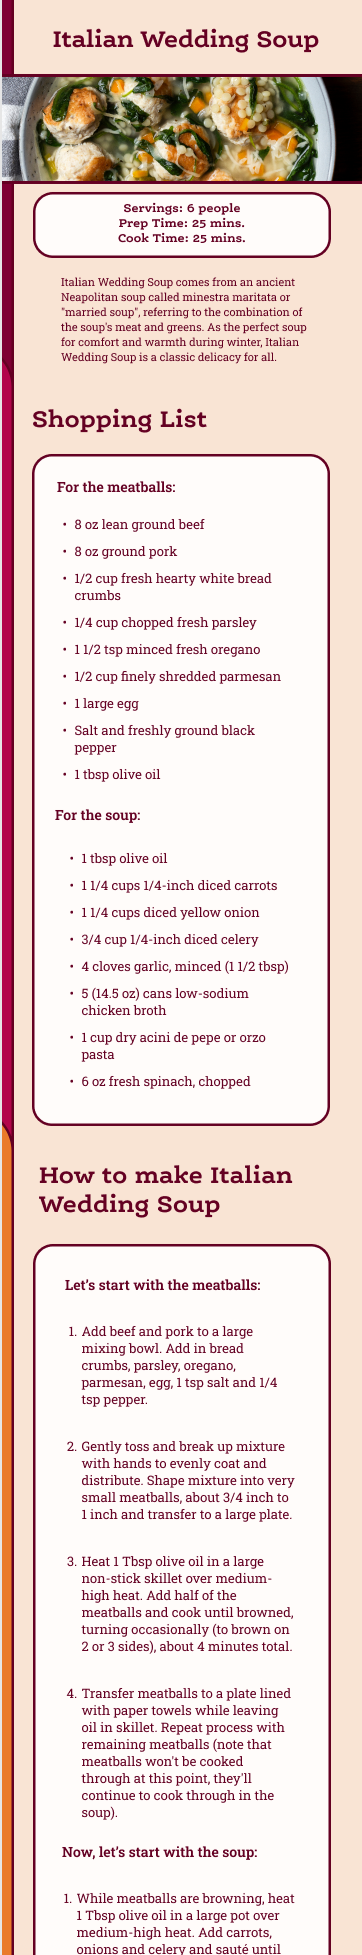 Italian Wedding Soup
Servings: 6 people
Prep Time: 25 mins.
Cook Time: 25 mins.
Italian Wedding Soup comes from an ancient
Neapolitan soup called minestra maritata or
"married soup", referring to the combination of
the soup's meat and greens. As the perfect soup
for comfort and warmth during winter, Italian
Wedding Soup is a classic delicacy for all.
Shopping List
For the meatballs:
• 8 oz lean ground beef
• 8 oz ground pork
• 1/2 cup fresh hearty white bread
crumbs
• 1/4 cup chopped fresh parsley
• 1 1/2 tsp minced fresh oregano
• 1/2 cup finely shredded parmesan
• 1 large egg
• Salt and freshly ground black
pepper
• 1 tbsp olive oil
For the soup:
• 1 tbsp olive oil
• 1 1/4 cups 1/4-inch diced carrots
• 1 1/4 cups diced yellow onion
• 3/4 cup 1/4-inch diced celery
• 4 cloves garlic, minced (1 1/2 tbsp)
• 5 (14.5 oz) cans low-sodium
chicken broth
• 1 cup dry acini de pepe or orzo
pasta
• 6 oz fresh spinach, chopped
How to make Italian
Wedding Soup
Let's start with the meatballs:
1. Add beef and pork to a large
mixing bowl. Add in bread
crumbs, parsley, oregano,
parmesan, egg, 1 tsp salt and 1/4
tsp pepper.
2. Gently toss and break up mixture
with hands to evenly coat and
distribute. Shape mixture into very
small meatballs, about 3/4 inch to
1 inch and transfer to a large plate.
3. Heat 1 Tbsp olive oil in a large
non-stick skillet over medium-
high heat. Add half of the
meatballs and cook until browned,
turning occasionally (to brown on
2 or 3 sides), about 4 minutes total.
4. Transfer meatballs to a plate lined
with paper towels while leaving
oil in skillet. Repeat process with
remaining meatballs (note that
meatballs won't be cooked
through at this point, they'll
continue to cook through in the
soup).
Now, let's start with the soup:
1. While meatballs are browning, heat
1 Tbsp olive oil in a large pot over
medium-high heat. Add carrots,
onions and celery and sauté until